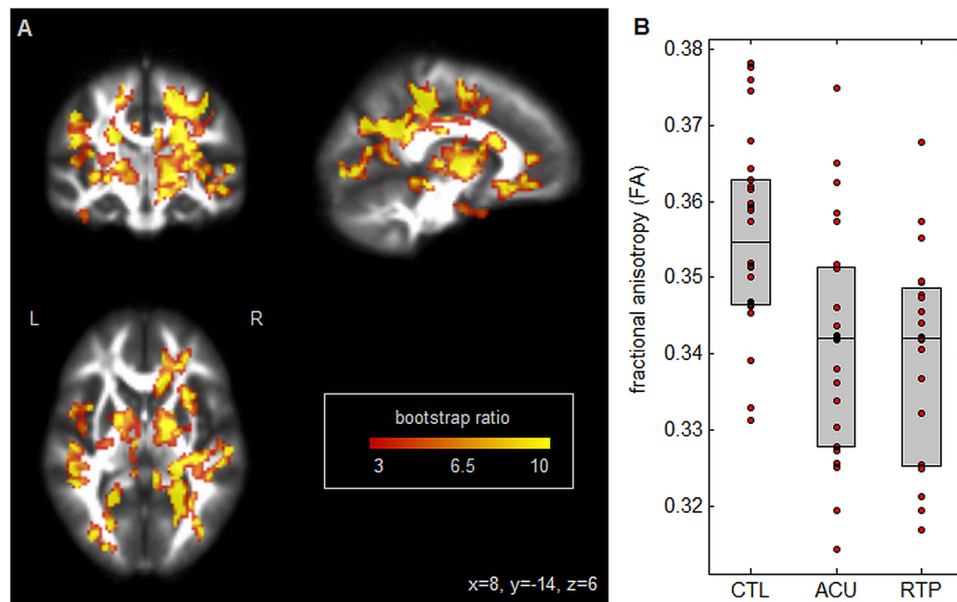 A
L R
bootstrap ratio
3 6.5 10
x=8, y=-14, z=6
B
fractional anisotropy (FA)
0.38
0.37
0.36
0.35
0.34
0.33
0.32
CTL ACU RTP